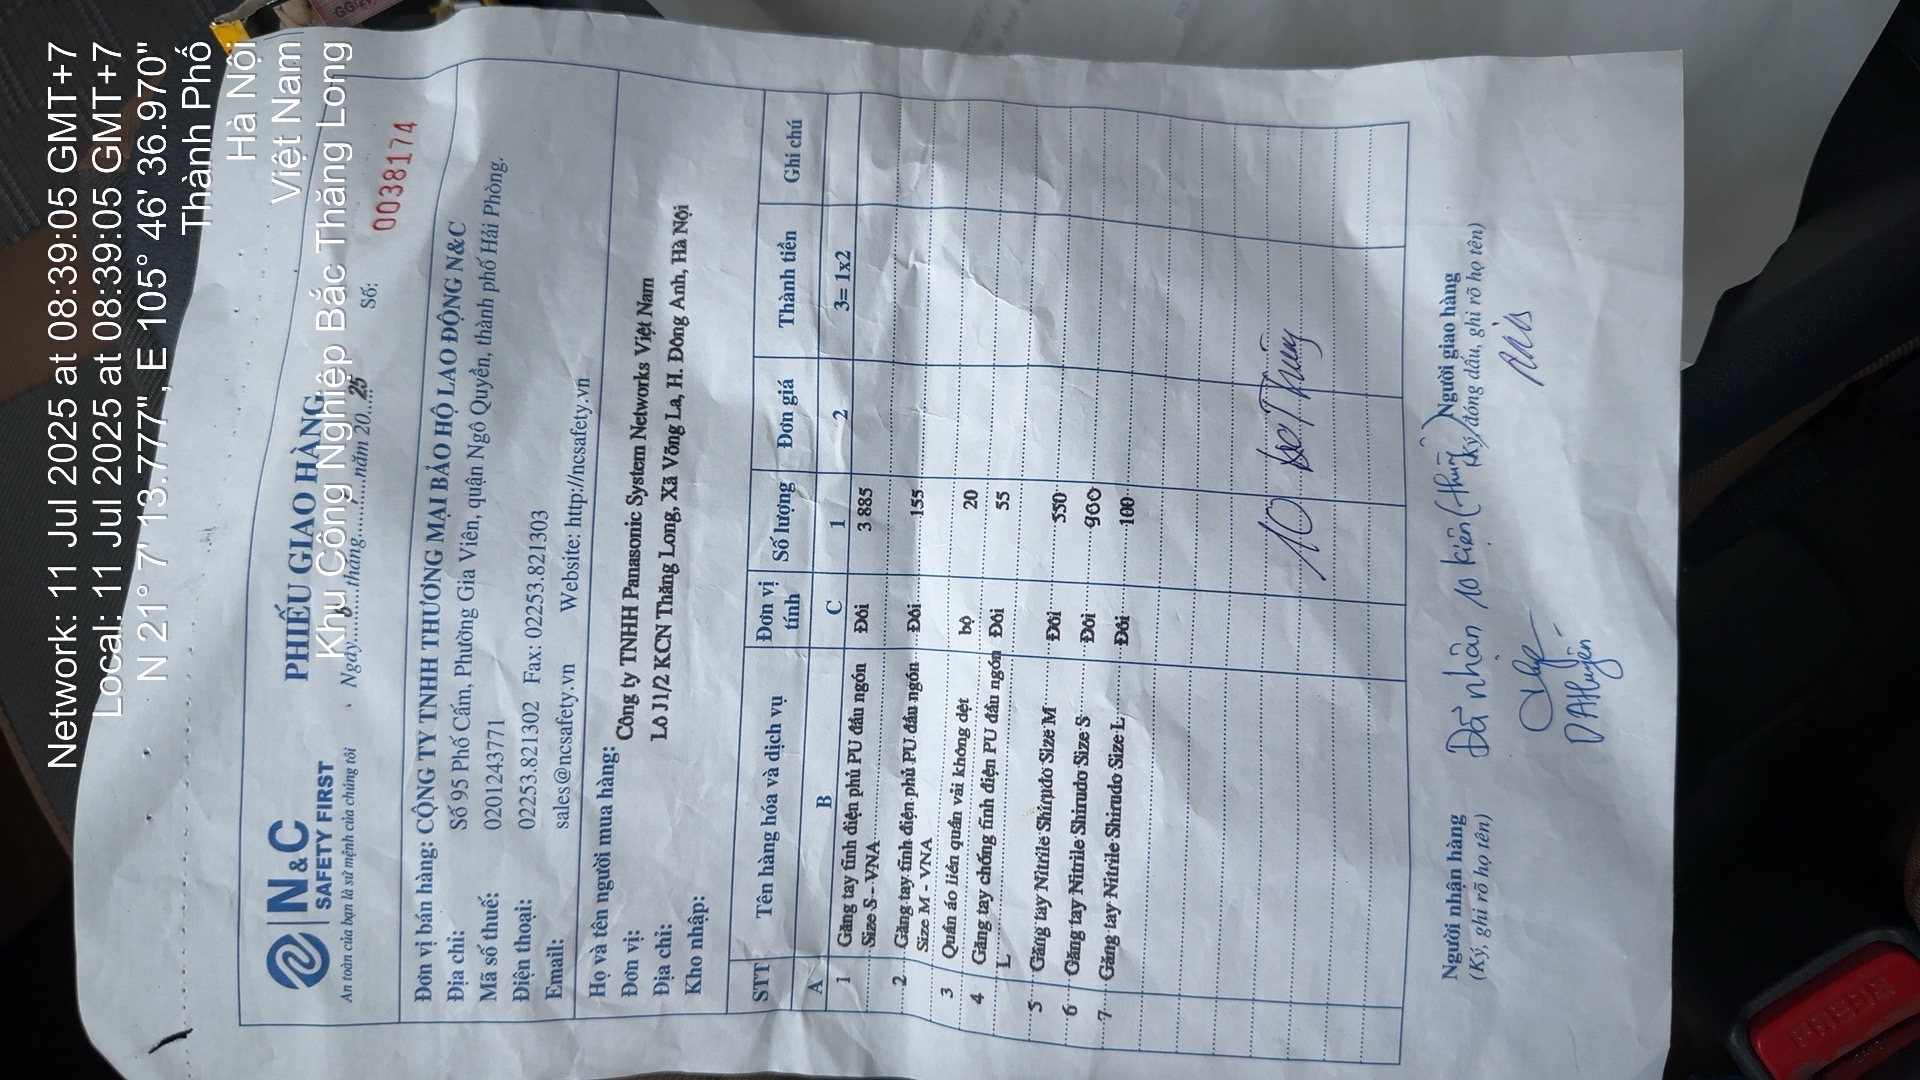 Network: 11 Jul 2025 at 08:39:05 GMT+7
Local: 11 Jul 2025 at 08:39:05 GMT+7
N 21° 7' 13.777", E 105° 46' 36.970"
Thành Phố
Hà Nội
Việt Nam
Khu Công Nghiệp Bắc Thăng Long
N&C
SAFETY FIRST
An toàn của bạn là sứ mệnh của chúng tôi
PHIẾU GIAO HÀNG
Ngày......tháng......năm 20..25
Số: 0038174
Đơn vị bán hàng: CÔNG TY TNHH THƯƠNG MẠI BẢO HỘ LAO ĐỘNG N&C
Địa chỉ: Số 95 Phố Cấm, Phường Gia Viên, quận Ngô Quyền, thành phố Hải Phòng.
Mã số thuế: 0201243771
Điện thoại: 02253.821302 Fax: 02253.821303
Email: sales@ncsafety.vn Website: http://ncsafety.vn
Họ và tên người mua hàng:
Đơn vị: Công ty TNHH Panasonic System Networks Việt Nam
Địa chỉ: Lô J1/2 KCN Thăng Long, Xã Võng La, H. Đông Anh, Hà Nội
Kho nhập:
STT Tên hàng hóa và dịch vụ Đơn vị tính Số lượng Đơn giá Thành tiền Ghi chú
A B C 1 2 3= 1x2
1 Găng tay tĩnh điện phủ PU đầu ngón Đôi 3 885
Size S - VNA
2 Găng tay tĩnh điện phủ PU đầu ngón Đôi 155
Size M - VNA
3 Quần áo liền quần vải không dệt bộ 20
4 Găng tay chống tĩnh điện PU đầu ngón Đôi 55
L
5 Găng tay Nitrile Shirudo Size M Đôi 550
6 Găng tay Nitrile Shirudo Size S Đôi 900
7 Găng tay Nitrile Shirudo Size L Đôi 100
10 Thùng
Đã nhận 10 kiện (thùng)
Người nhận hàng
(Ký, ghi rõ họ tên)
Người giao hàng
(Ký, đóng dấu, ghi rõ họ tên)
DAHuyện